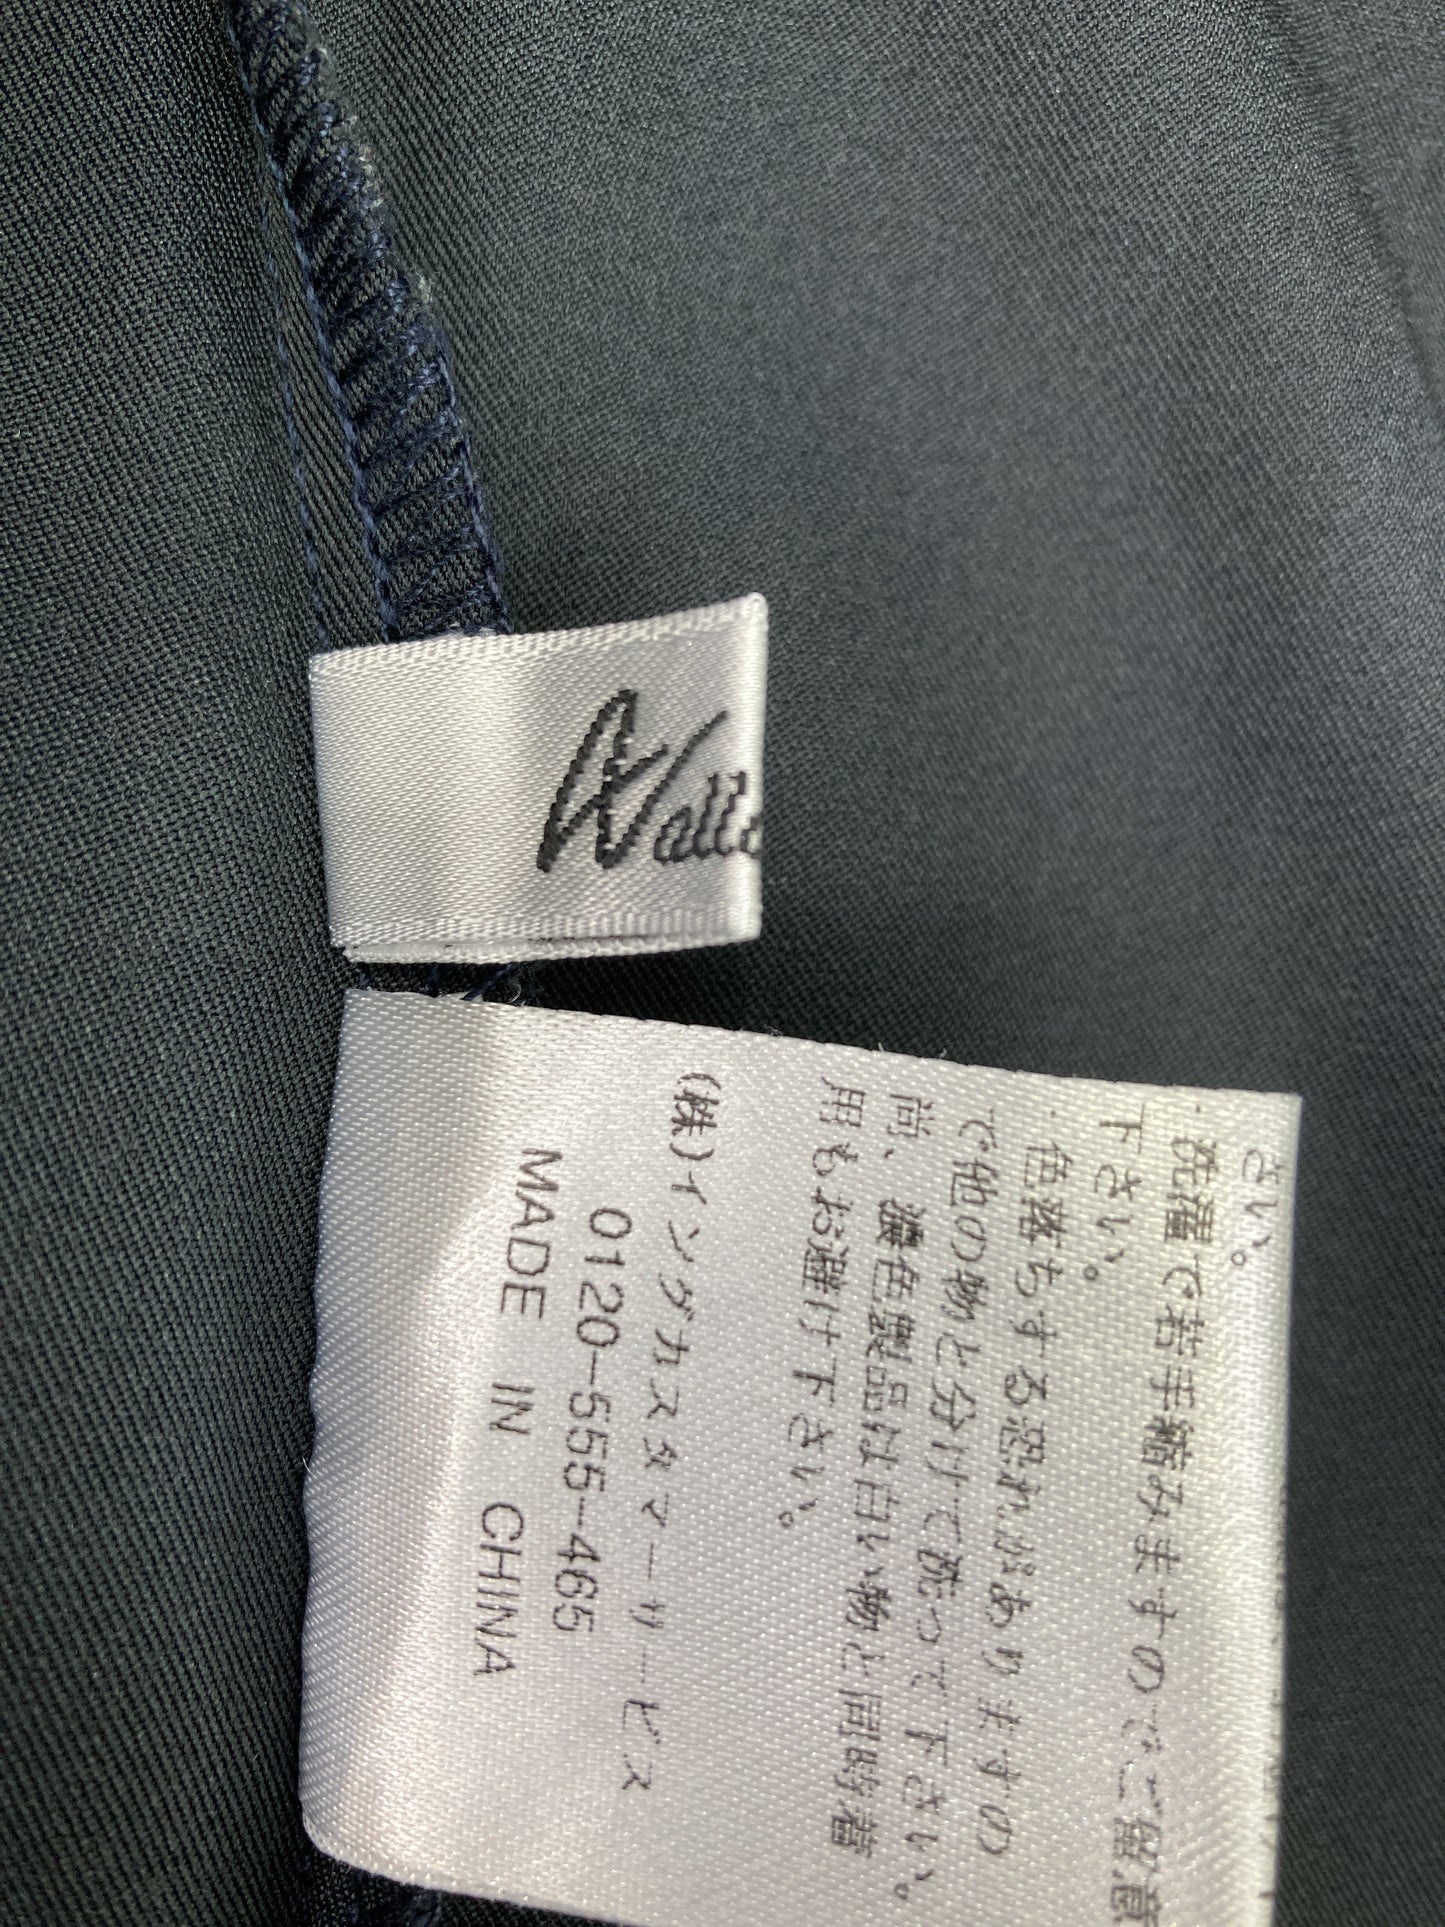 さい。
・洗濯で若干縮みますのでご留意
下さい。
・色落ちする恐れがありますの
で他の物と分けて洗って下さい。
尚、濃色製品は白い物と同時着
用もお避け下さい。
(株)イングカスタマーサービス
0120-555-465
MADE IN CHINA